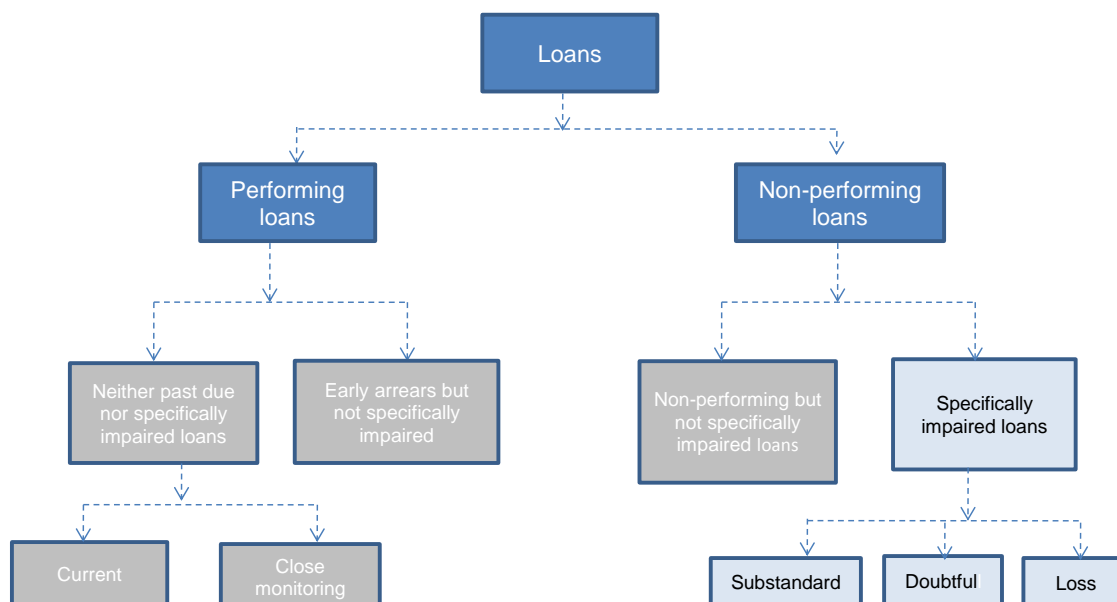 Loans
Performing
loans
Non-performing
loans
Neither past due
nor specifically
impaired loans
Early arrears but
not specifically
impaired
Non-performing but
not specifically
impaired loans
Specifically
impaired loans
Current
Close
monitoring
Substandard
Doubtful
Loss